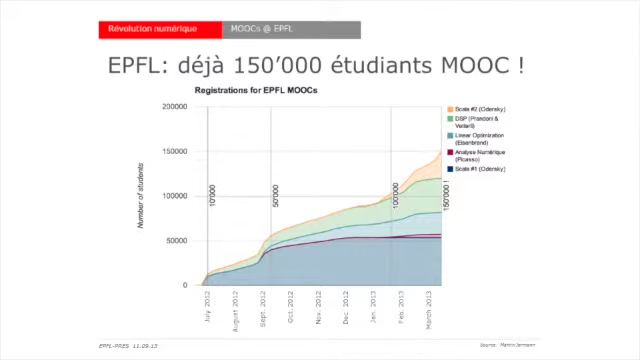 Révolution numérique
MOOCs @ EPFL
EPFL: déjà 150’000 étudiants MOOC !
Registrations for EPFL MOOCs
200000
150000
100000
50000
0
Number of students
10'000
50'000
100'000
150'000 !
Scala #2 (Odersky)
DSP (Prandoni &
Vetterli)
Linear Optimization
(Eisenbrand)
Analyse Numérique
(Picasso)
Scala #1 (Odersky)
July 2012
August 2012
Sept. 2012
Oct. 2012
Nov. 2012
Dec. 2012
Jan. 2013
Feb. 2013
March 2013
EPFL-PRES 11.09.13
Source: Martin Jermann